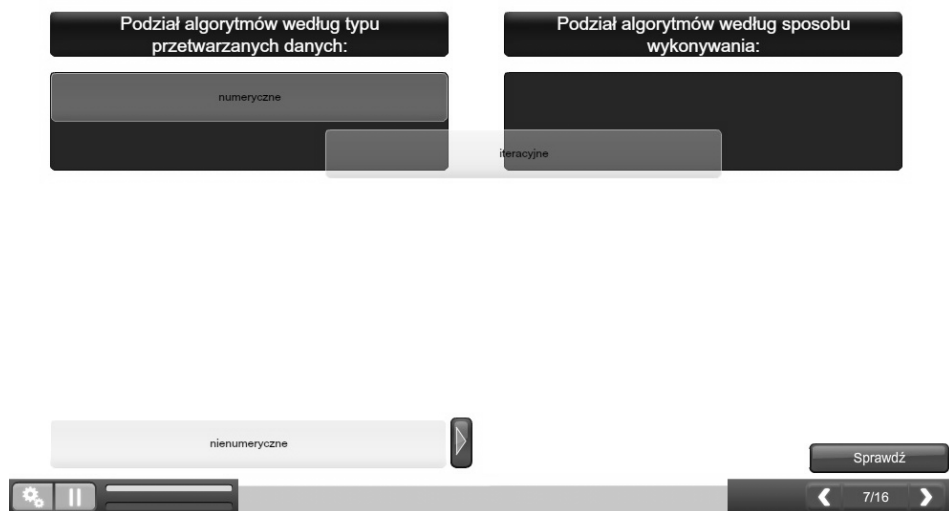 Podział algorytmów według typu
przetwarzanych danych:
Podział algorytmów według sposobu
wykonywania:
numeryczne
iteracyjne
nienumeryczne
Sprawdź
7/16